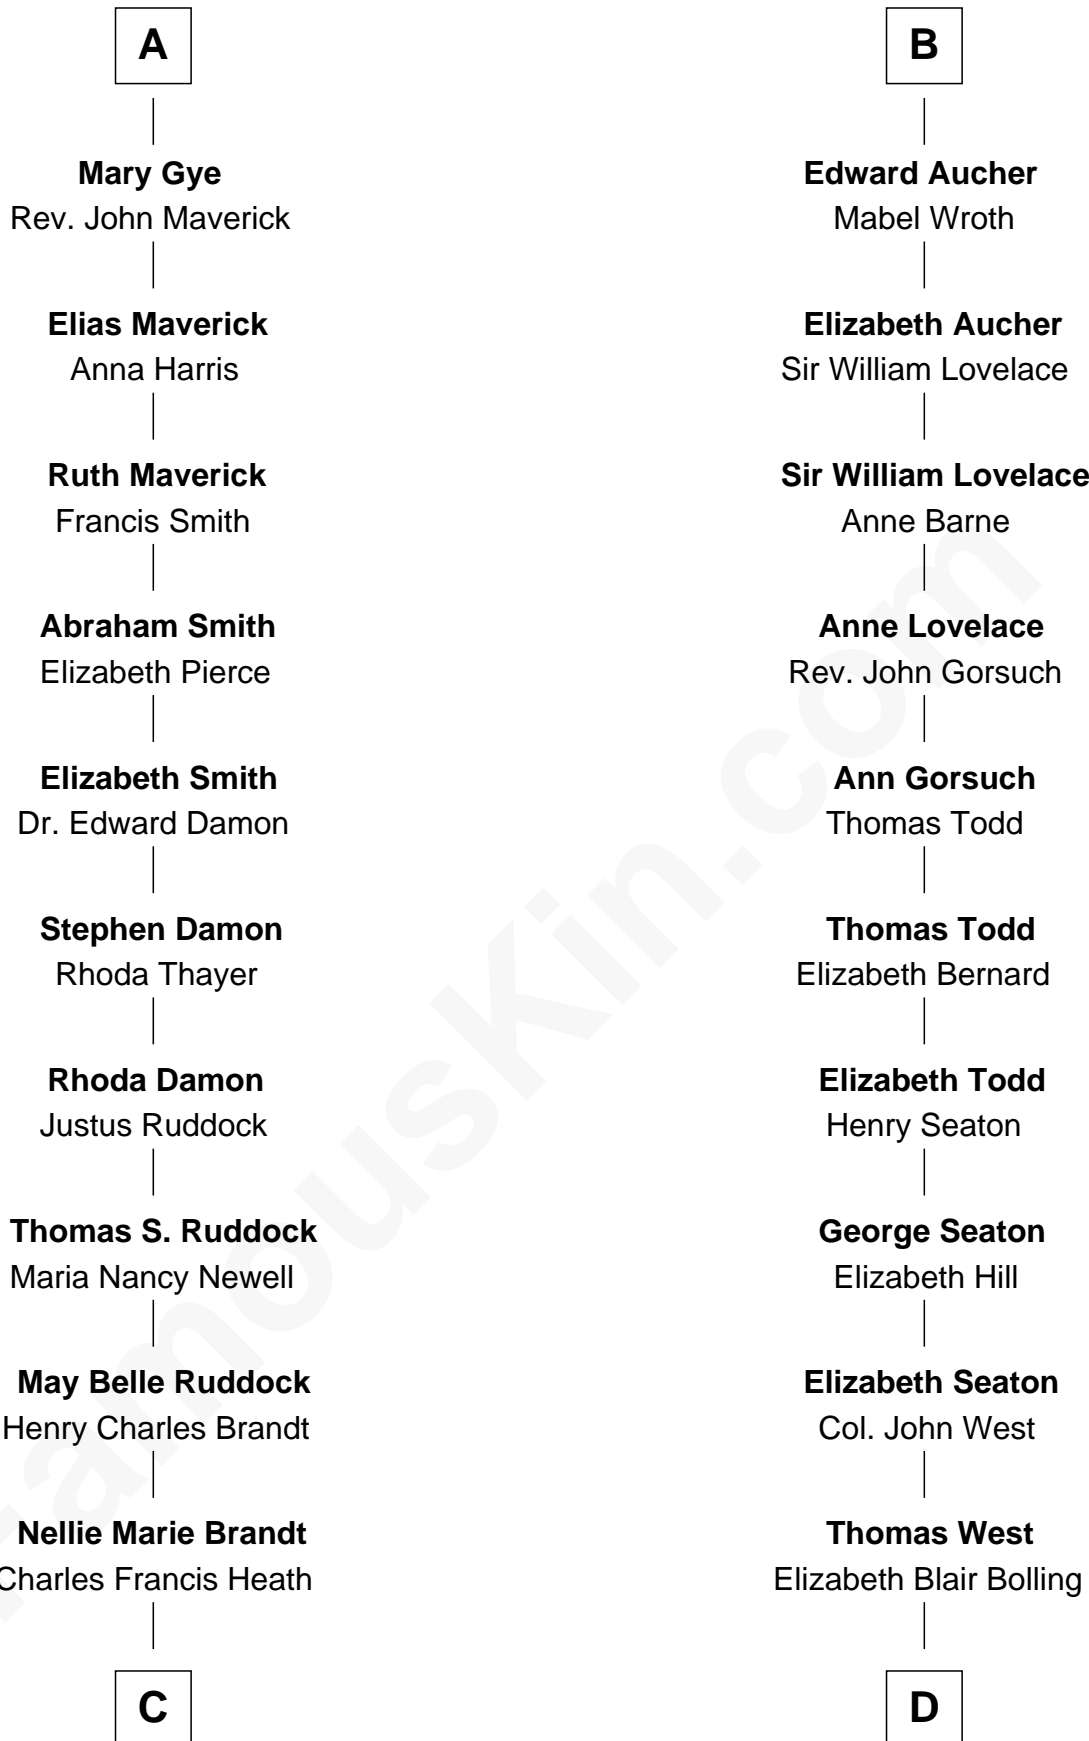 A
Mary Gye
Rev. John Maverick
Elias Maverick
Anna Harris
Ruth Maverick
Francis Smith
Abraham Smith
Elizabeth Pierce
Elizabeth Smith
Dr. Edward Damon
Stephen Damon
Rhoda Thayer
Rhoda Damon
Justus Ruddock
Thomas S. Ruddock
Maria Nancy Newell
May Belle Ruddock
Henry Charles Brandt
Nellie Marie Brandt
Charles Francis Heath
C
B
Edward Aucher
Mabel Wroth
Elizabeth Aucher
Sir William Lovelace
Sir William Lovelace
Anne Barne
Anne Lovelace
Rev. John Gorsuch
Ann Gorsuch
Thomas Todd
Thomas Todd
Elizabeth Bernard
Elizabeth Todd
Henry Seaton
George Seaton
Elizabeth Hill
Elizabeth Seaton
Col. John West
Thomas West
Elizabeth Blair Bolling
D
FamousKin.com